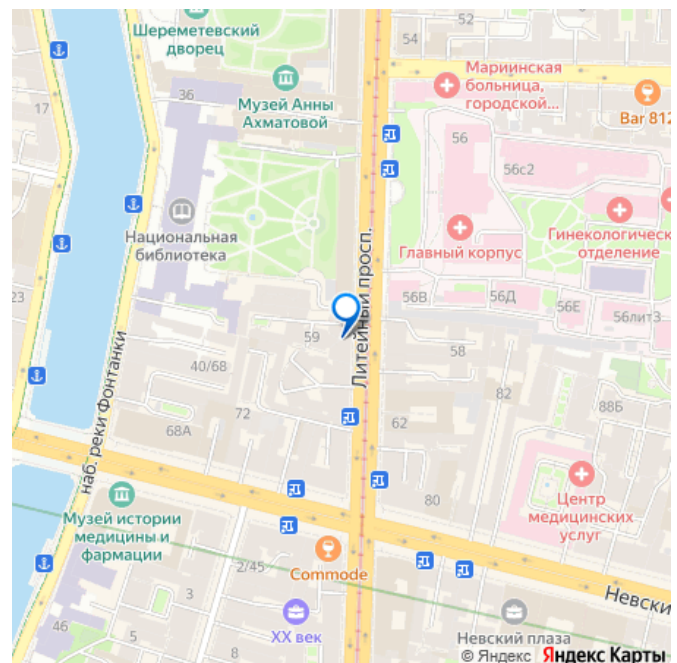 Шереметевский
дворец
52
54
36
Музей Анны
Ахматовой
Мариинская
больница,
городской...
Bar 812
17
56
56с2
Национальная
библиотека
Главный корпус
Гинекологическ
отделение
Литейный просп.
23
56В
56Д
56Е
56литЗ
59
58
40/68
наб. реки Фонтанки
82
72
88Б
68А
62
80
Центр
медицинских
услуг
Музей истории
медицины и
фармации
Commode
2/45
3
Невски
46
5
8
XX век
Невский плаза
© Яндекс Яндекс Карты